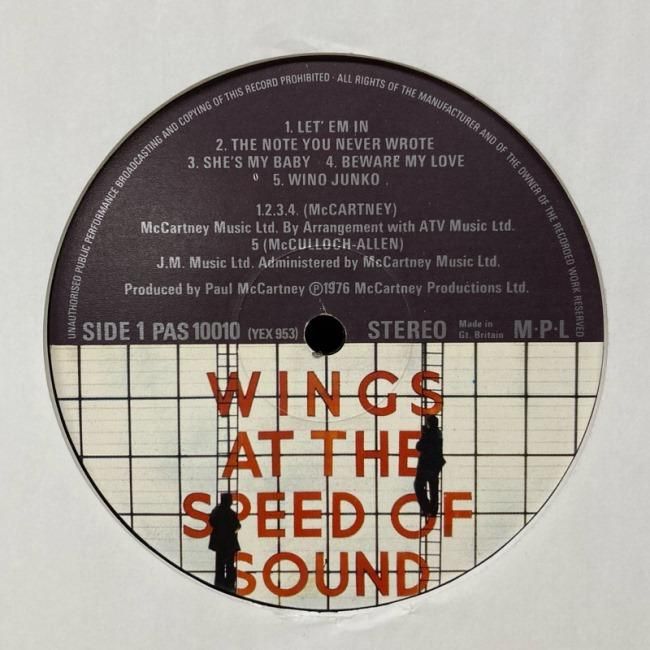 UNAUTHORISED PUBLIC PERFORMANCE BROADCASTING AND COPYING OF THIS RECORD PROHIBITED · ALL RIGHTS OF THE MANUFACTURER AND OF THE OWNER OF THE RECORDED WORK RESERVED
1. LET' EM IN
2. THE NOTE YOU NEVER WROTE
3. SHE'S MY BABY 4. BEWARE MY LOVE
5. WINO JUNKO
1.2.3.4. (McCARTNEY)
McCartney Music Ltd. By Arrangement with ATV Music Ltd.
5 (McCULLOCH-ALLEN)
J.M. Music Ltd. Administered by McCartney Music Ltd.
Produced by Paul McCartney ℗1976 McCartney Productions Ltd.
SIDE 1 PAS 10010 (YEX 953) STEREO Made in Gt. Britain M·P·L
WINGS
AT THE
SPEED OF
SOUND